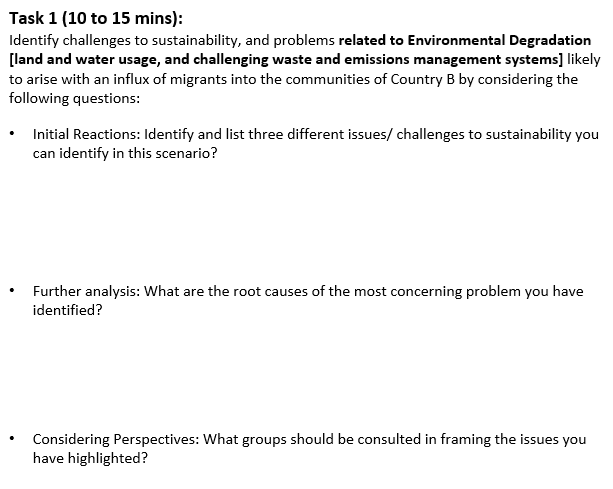 Task 1 (10 to 15 mins):
Identify challenges to sustainability, and problems related to Environmental Degradation
[land and water usage, and challenging waste and emissions management systems] likely
to arise with an influx of migrants into the communities of Country B by considering the
following questions:
• Initial Reactions: Identify and list three different issues/ challenges to sustainability you
can identify in this scenario?
• Further analysis: What are the root causes of the most concerning problem you have
identified?
• Considering Perspectives: What groups should be consulted in framing the issues you
have highlighted?